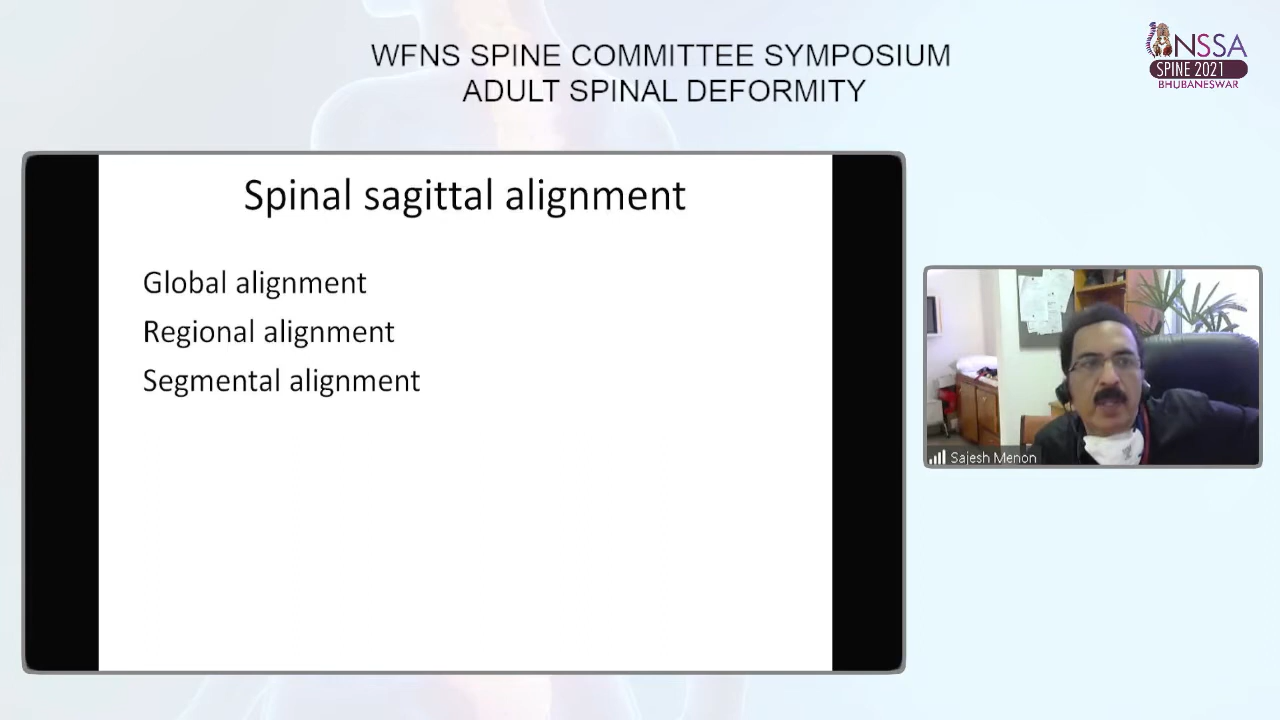 WFNS SPINE COMMITTEE SYMPOSIUM
ADULT SPINAL DEFORMITY
NSSA
SPINE 2021
BHUBANESWAR
Spinal sagittal alignment
Global alignment
Regional alignment
Segmental alignment
Sajesh Menon